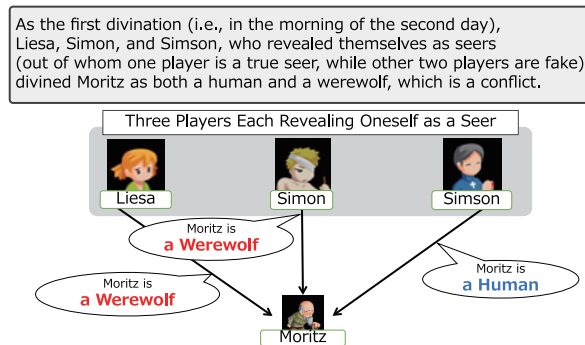 As the first divination (i.e., in the morning of the second day),
Liesa, Simon, and Simson, who revealed themselves as seers
(out of whom one player is a true seer, while other two players are fake)
divined Moritz as both a human and a werewolf, which is a conflict.
Three Players Each Revealing Oneself as a Seer
Liesa
Simon
Simson
Moritz is
a Werewolf
Moritz is
a Werewolf
Moritz is
a Human
Moritz